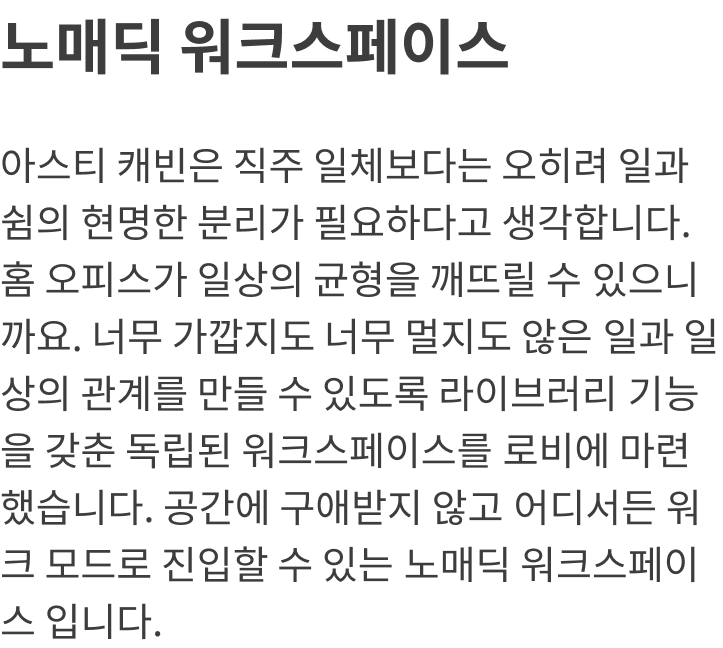 노매딕 워크스페이스
아스티 캐빈은 직주 일체보다는 오히려 일과
쉼의 현명한 분리가 필요하다고 생각합니다.
홈 오피스가 일상의 균형을 깨뜨릴 수 있으니
까요. 너무 가깝지도 너무 멀지도 않은 일과 일
상의 관계를 만들 수 있도록 라이브러리 기능
을 갖춘 독립된 워크스페이스를 로비에 마련
했습니다. 공간에 구애받지 않고 어디서든 워
크 모드로 진입할 수 있는 노매딕 워크스페이
스 입니다.